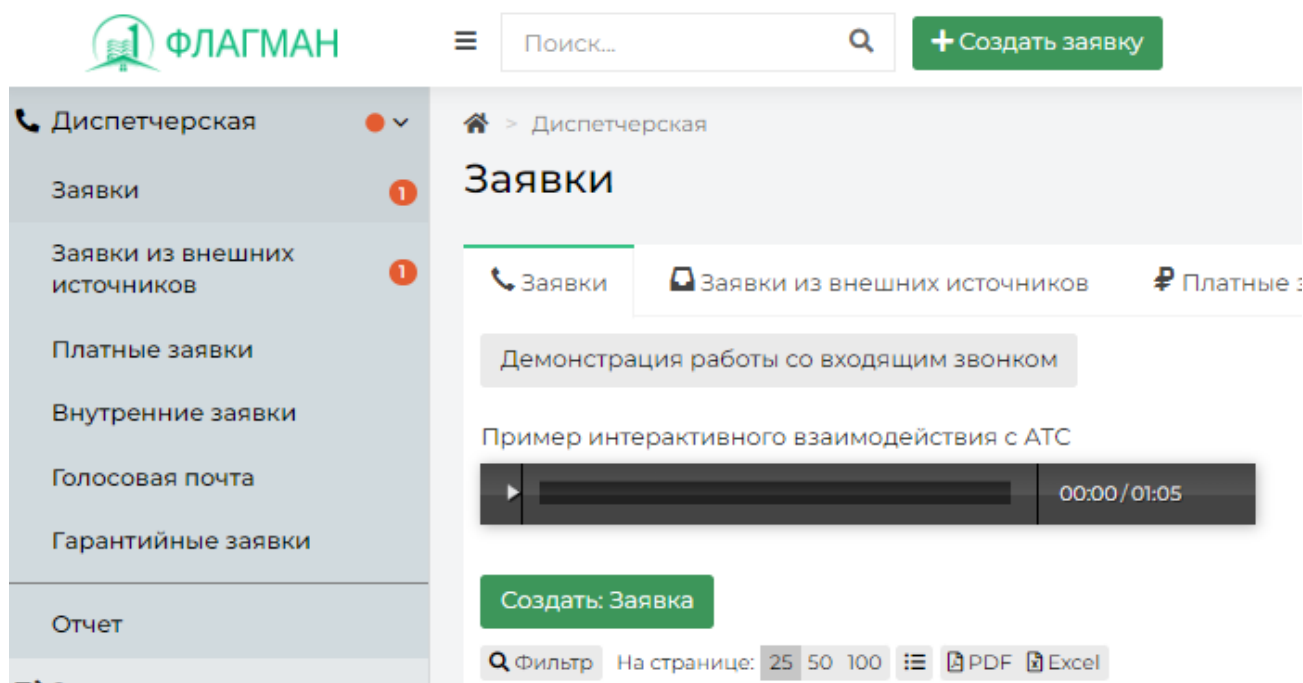 ФЛАГМАН
Поиск...
Создать заявку
Диспетчерская
Заявки
1
Заявки из внешних
источников
1
Платные заявки
Внутренние заявки
Голосовая почта
Гарантийные заявки
Отчет
> Диспетчерская
Заявки
Заявки
Заявки из внешних источников
Платные
Демонстрация работы со входящим звонком
Пример интерактивного взаимодействия с АТС
00:00 / 01:05
Создать: Заявка
Фильтр На странице: 25 50 100 PDF Excel